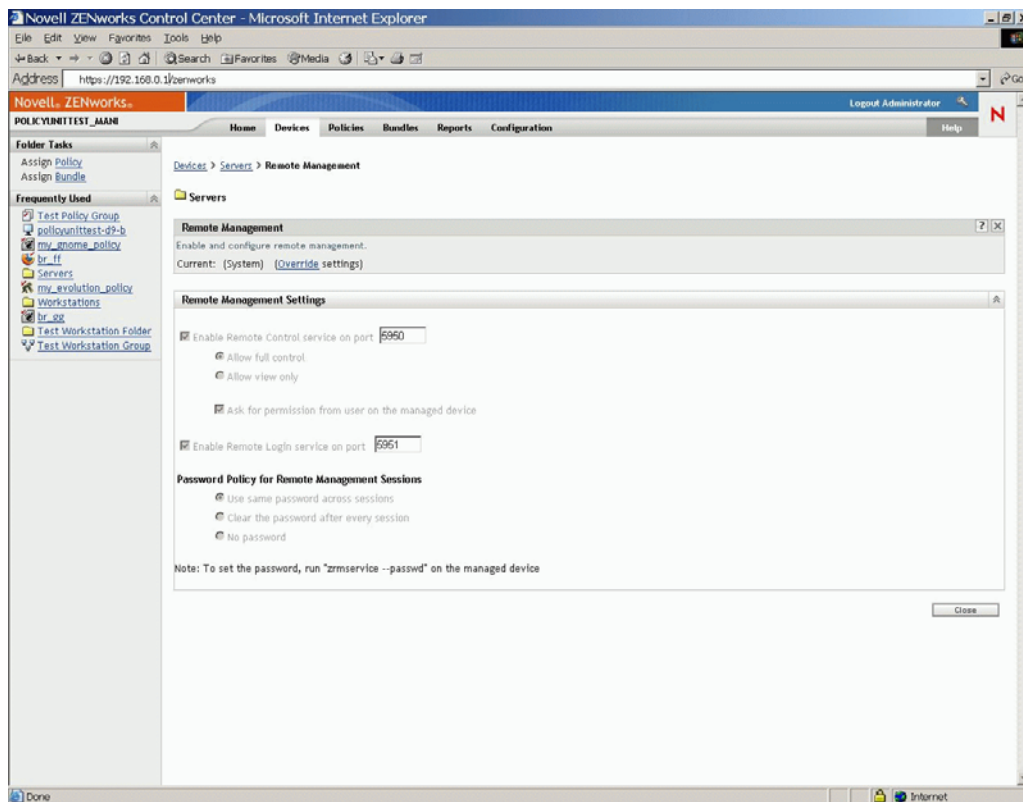 Novell ZENworks Control Center - Microsoft Internet Explorer
File Edit View Favorites Tools Help
Back Search Favorites Media
Address https://192.168.0.1/zenworks Go
Novell® ZENworks® Logout Administrator
POLICYUNITTEST_MANI Home Devices Policies Bundles Reports Configuration Help N
Folder Tasks
Assign Policy
Assign Bundle
Frequently Used
Test Policy Group
policyunittest-d9-b
my_gnome_policy
br_ff
Servers
my_evolution_policy
Workstations
br_gg
Test Workstation Folder
Test Workstation Group
Devices > Servers > Remote Management
Servers
Remote Management ? X
Enable and configure remote management.
Current: (System) (Override settings)
Remote Management Settings
Enable Remote Control service on port 5950
Allow full control
Allow view only
Ask for permission from user on the managed device
Enable Remote Login service on port 5951
Password Policy for Remote Management Sessions
Use same password across sessions
Clear the password after every session
No password
Note: To set the password, run "zrmservice --passwd" on the managed device
Close
Done Internet